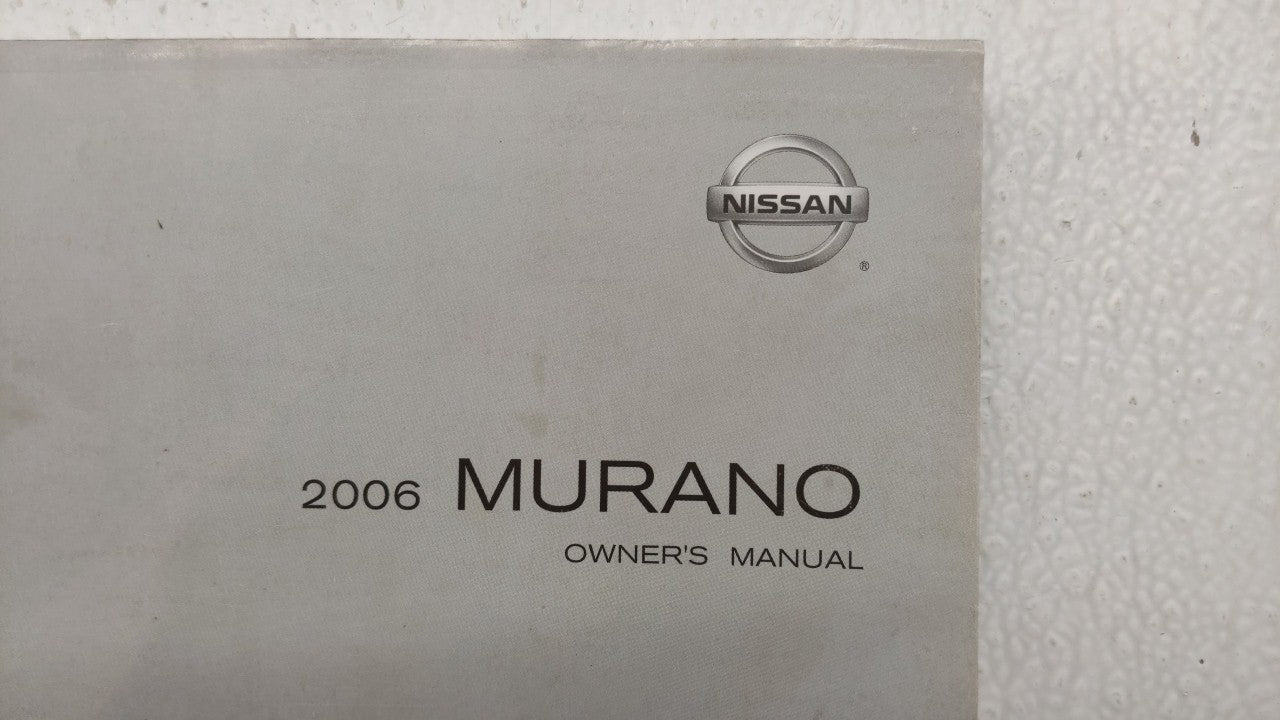 NISSAN
®
2006 MURANO
OWNER'S MANUAL